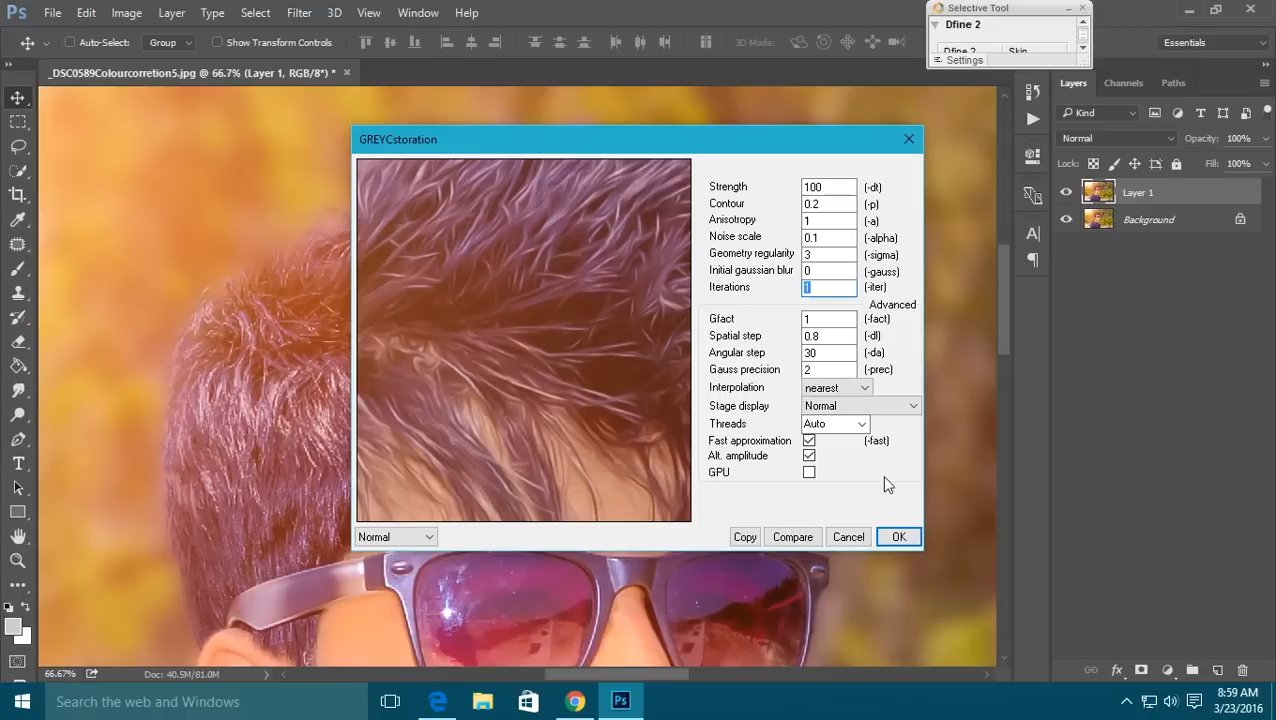 Ps File Edit Image Layer Type Select Filter 3D View Window Help
Selective Tool
Dfine 2
Dfine 2 Skin
Settings
Auto-Select: Group Show Transform Controls 3D Mode: Essentials
_DSC0589Colourcorretion5.jpg @ 66.7% (Layer 1, RGB/8*) *
Layers Channels Paths
Kind
Normal Opacity: 100%
Lock: Fill: 100%
Layer 1
Background
GREYCstoration
Strength 100 (-dt)
Contour 0.2 (-p)
Anisotropy 1 (-a)
Noise scale 0.1 (-alpha)
Geometry regularity 3 (-sigma)
Initial gaussian blur 0 (-gauss)
Iterations 1 (-iter)
Advanced
Gfact 1 (-fact)
Spatial step 0.8 (-dl)
Angular step 30 (-da)
Gauss precision 2 (-prec)
Interpolation nearest
Stage display Normal
Threads Auto
Fast approximation (-fast)
Alt. amplitude
GPU
Normal Copy Compare Cancel OK
66.67% Doc: 40.5M/81.0M
Search the web and Windows
Ps
8:59 AM
3/23/2016